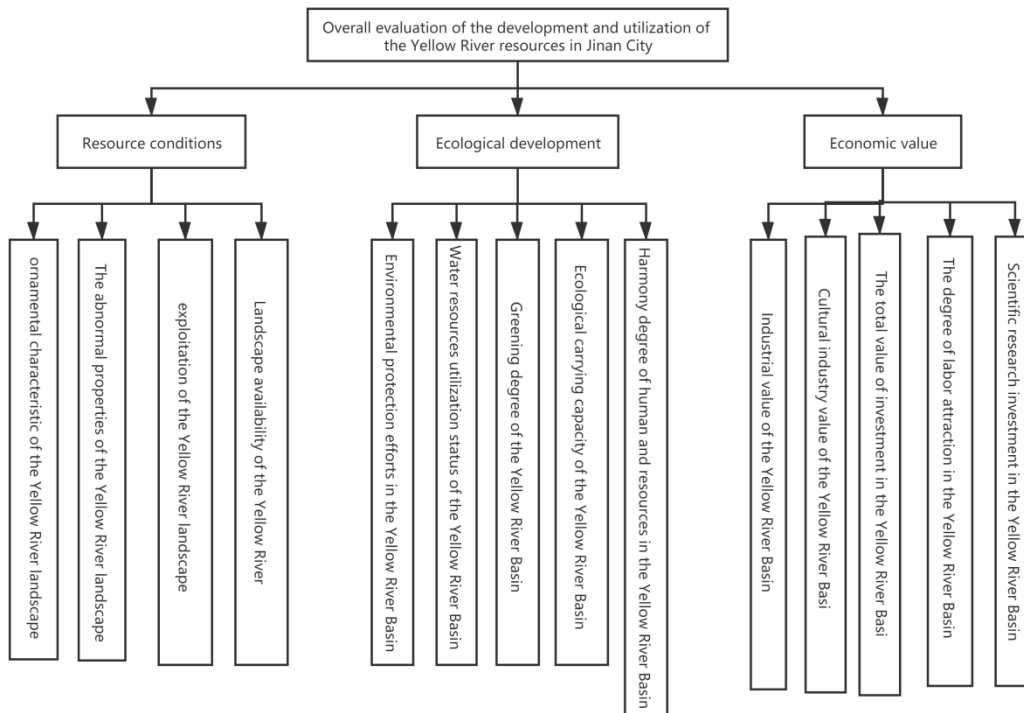 Overall evaluation of the development and utilization of
the Yellow River resources in Jinan City
Resource conditions
Ecological development
Economic value
ornamental characteristic of the Yellow River landscape
The abnormal properties of the Yellow River landscape
exploitation of the Yellow River landscape
Landscape availability of the Yellow River
Environmental protection efforts in the Yellow River Basin
Water resources utilization status of the Yellow River Basin
Greening degree of the Yellow River Basin
Ecological carrying capacity of the Yellow River Basin
Harmony degree of human and resources in the Yellow River Basin
Industrial value of the Yellow River Basin
Cultural industry value of the Yellow River Basi
The total value of investment in the Yellow River Basi
The degree of labor attraction in the Yellow River Basin
Scientific research investment in the Yellow River Basin